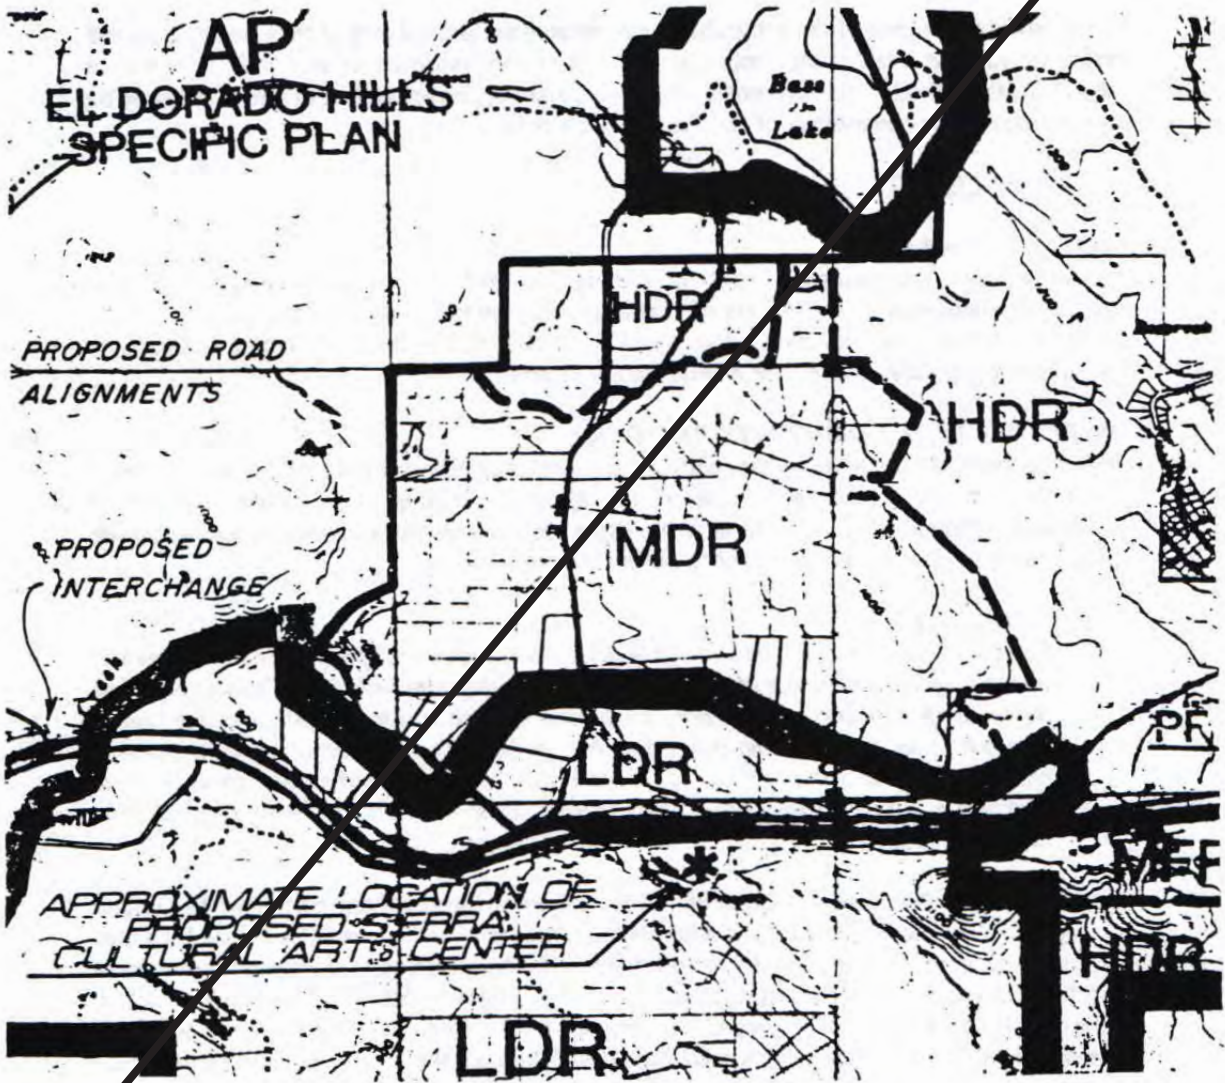 AP
EL DORADO HILLS
SPECIFIC PLAN
Bass
Lake
HDR
PROPOSED ROAD
ALIGNMENTS
HDR
MDR
PROPOSED
INTERCHANGE
PF
LDR
APPROXIMATE LOCATION OF
PROPOSED SIERRA
CULTURAL ARTS CENTER
HDR
LDR